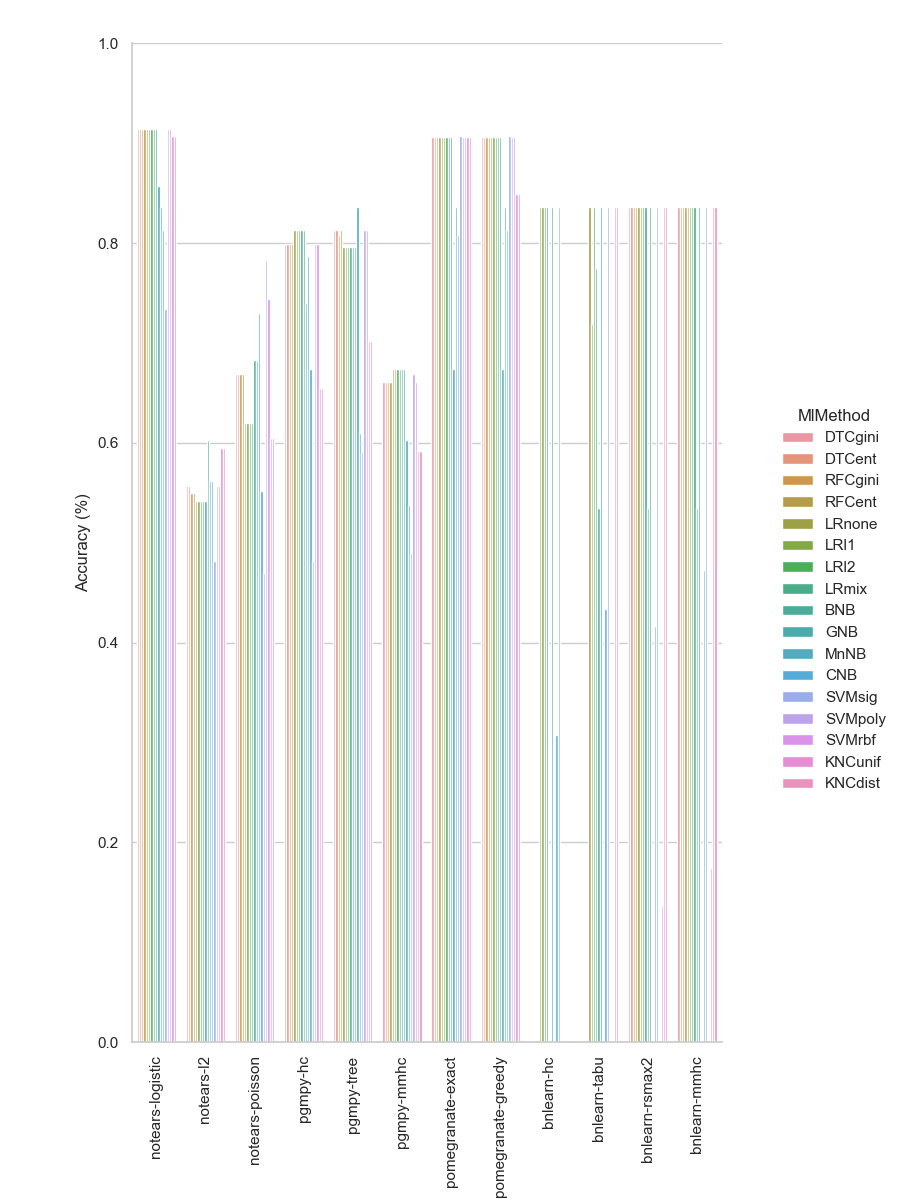 1.0
0.8
0.6
0.4
0.2
0.0
Accuracy (%)
notears-logistic
notears-l2
notears-poisson
pgmpy-hc
pgmpy-tree
pgmpy-mmhc
pomegranate-exact
pomegranate-greedy
bnlearn-hc
bnlearn-tabu
bnlearn-rsmax2
bnlearn-mmhc
MlMethod
DTCgini
DTCent
RFCgini
RFCent
LRnone
LRl1
LRl2
LRmix
BNB
GNB
MnNB
CNB
SVMsig
SVMpoly
SVMrbf
KNCunif
KNCdist